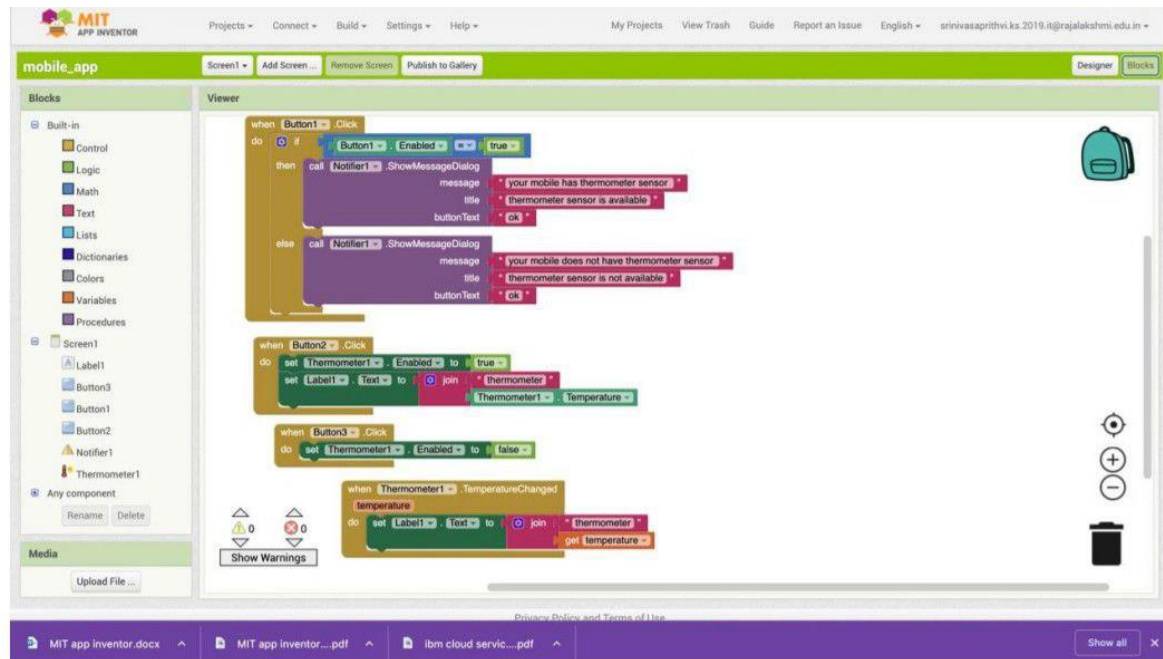 MIT
APP INVENTOR
Projects Connect Build Settings Help My Projects View Trash Guide Report an Issue English srinivasaprithvi.ks.2019.it@rajalakshmi.edu.in
mobile_app Screen1 Add Screen ... Remove Screen Publish to Gallery Designer Blocks
Blocks
Built-in
Control
Logic
Math
Text
Lists
Dictionaries
Colors
Variables
Procedures
Screen1
Label1
Button3
Button1
Button2
Notifier1
Thermometer1
Any component
Rename Delete
Media
Upload File ...
Viewer
when Button1 .Click
do if Button1 . Enabled = true
then call Notifier1 .ShowMessageDialog
message " your mobile has thermometer sensor "
title " thermometer sensor is available "
buttonText " ok "
else call Notifier1 .ShowMessageDialog
message " your mobile does not have thermometer sensor "
title " thermometer sensor is not available "
buttonText " ok "
when Button2 .Click
do set Thermometer1 . Enabled to true
set Label1 . Text to join " thermometer "
Thermometer1 . Temperature
when Button3 .Click
do set Thermometer1 . Enabled to false
when Thermometer1 .TemperatureChanged
temperature
do set Label1 . Text to join " thermometer "
get temperature
0 0
Show Warnings
Privacy Policy and Terms of Use
MIT app inventor.docx MIT app inventor....pdf ibm cloud servic....pdf Show all